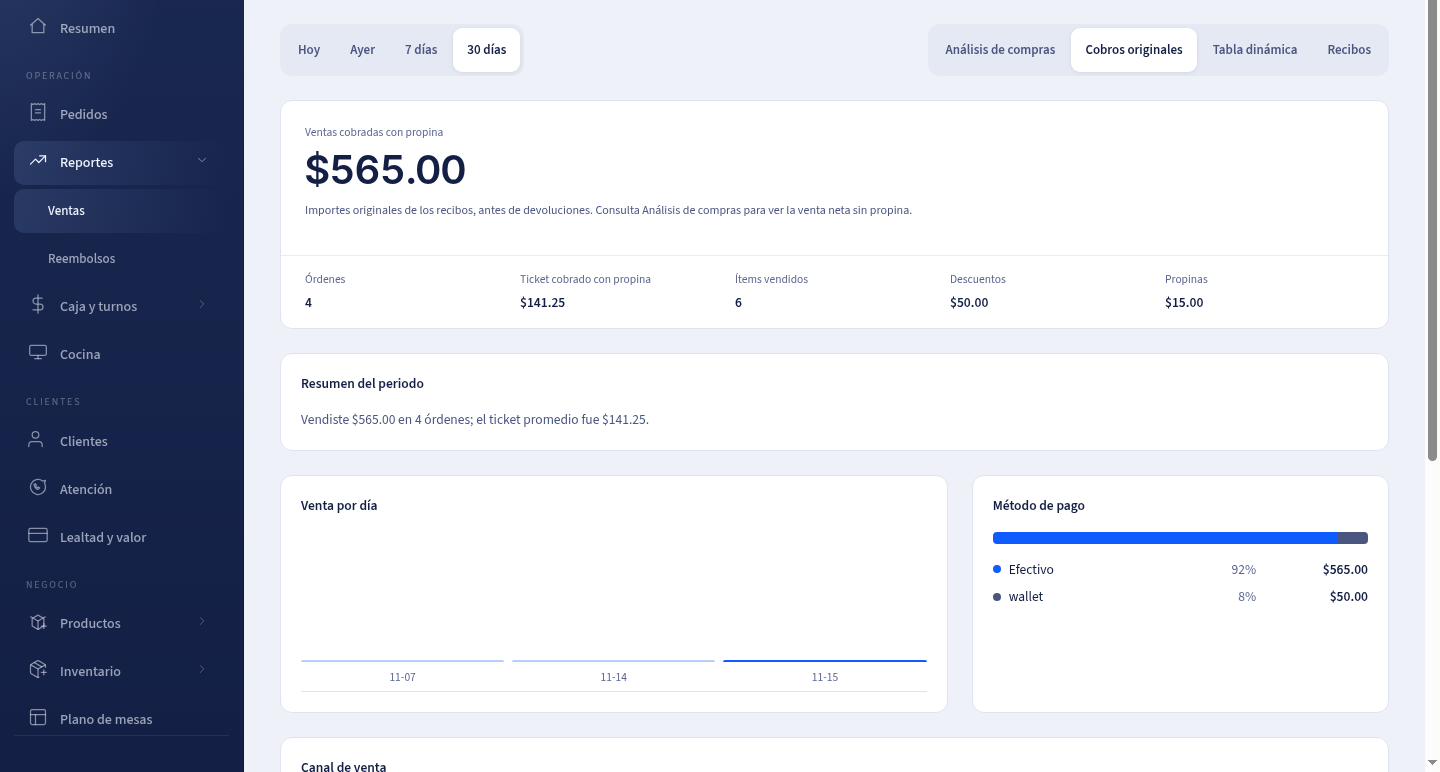 Resumen
OPERACIÓN
Pedidos
Reportes
Ventas
Reembolsos
Caja y turnos
Cocina
CLIENTES
Clientes
Atención
Lealtad y valor
NEGOCIO
Productos
Inventario
Plano de mesas
Hoy Ayer 7 días 30 días
Análisis de compras Cobros originales Tabla dinámica Recibos
Ventas cobradas con propina
$565.00
Importes originales de los recibos, antes de devoluciones. Consulta Análisis de compras para ver la venta neta sin propina.
Órdenes Ticket cobrado con propina Ítems vendidos Descuentos Propinas
4 $141.25 6 $50.00 $15.00
Resumen del periodo
Vendiste $565.00 en 4 órdenes; el ticket promedio fue $141.25.
Venta por día
11-07 11-14 11-15
Método de pago
Efectivo 92% $565.00
wallet 8% $50.00
Canal de venta